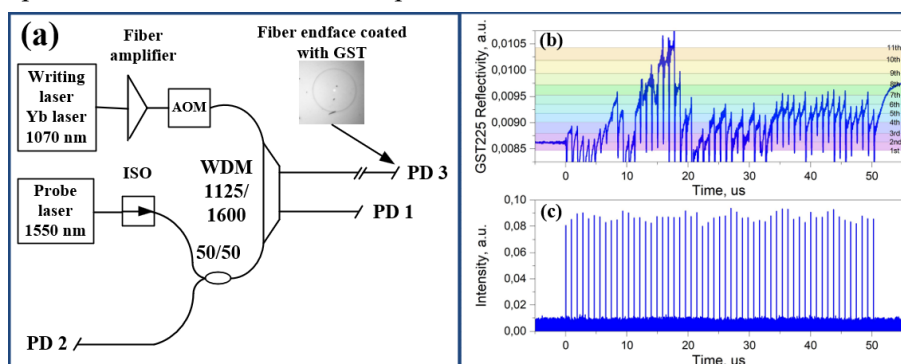 (a)
Fiber
amplifier
Fiber endface coated
with GST
Writing
laser
Yb laser
1070 nm
AOM
WDM
1125/
1600
PD 3
ISO
Probe
laser
1550 nm
PD 1
50/50
PD 2
(b)
GST225 Reflectivity, a.u.
0,0105
0,0100
0,0095
0,0090
0,0085
11th
10th
9th
8th
7th
6th
5th
4th
3rd
2nd
1st
0 10 20 30 40 50
Time, us
(c)
Intensity, a.u.
0,10
0,08
0,06
0,04
0,02
0,00
0 10 20 30 40 50
Time, us